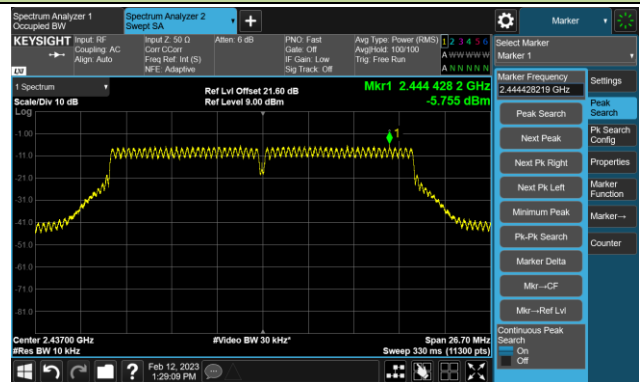 Spectrum Analyzer 1
Occupied BW
Spectrum Analyzer 2
Swept SA
+
Marker
KEYSIGHT
Input: RF
Coupling: AC
Align: Auto
Input Z: 50 Ω
Corr CCorr
Freq Ref: Int (S)
NFE: Adaptive
Atten: 6 dB
PNO: Fast
Gate: Off
IF Gain: Low
Sig Track: Off
Avg Type: Power (RMS)
Avg|Hold: 100/100
Trig: Free Run
1 2 3 4 5 6
A W W W W W
A N N N N N
LXI
Select Marker
Marker 1
1 Spectrum
Scale/Div 10 dB
Log
Ref Lvl Offset 21.60 dB
Ref Level 9.00 dBm
Mkr1 2.444 428 2 GHz
-5.755 dBm
1
-1.00
-11.0
-21.0
-31.0
-41.0
-51.0
-61.0
-71.0
-81.0
Center 2.43700 GHz
#Res BW 10 kHz
#Video BW 30 kHz*
Span 26.70 MHz
Sweep 330 ms (11300 pts)
Marker Frequency
2.444428219 GHz
Peak Search
Next Peak
Next Pk Right
Next Pk Left
Minimum Peak
Pk-Pk Search
Marker Delta
Mkr→CF
Mkr→Ref Lvl
Continuous Peak
Search
On
Off
Settings
Peak
Search
Pk Search
Config
Properties
Marker
Function
Marker→
Counter
?
Feb 12, 2023
1:29:09 PM